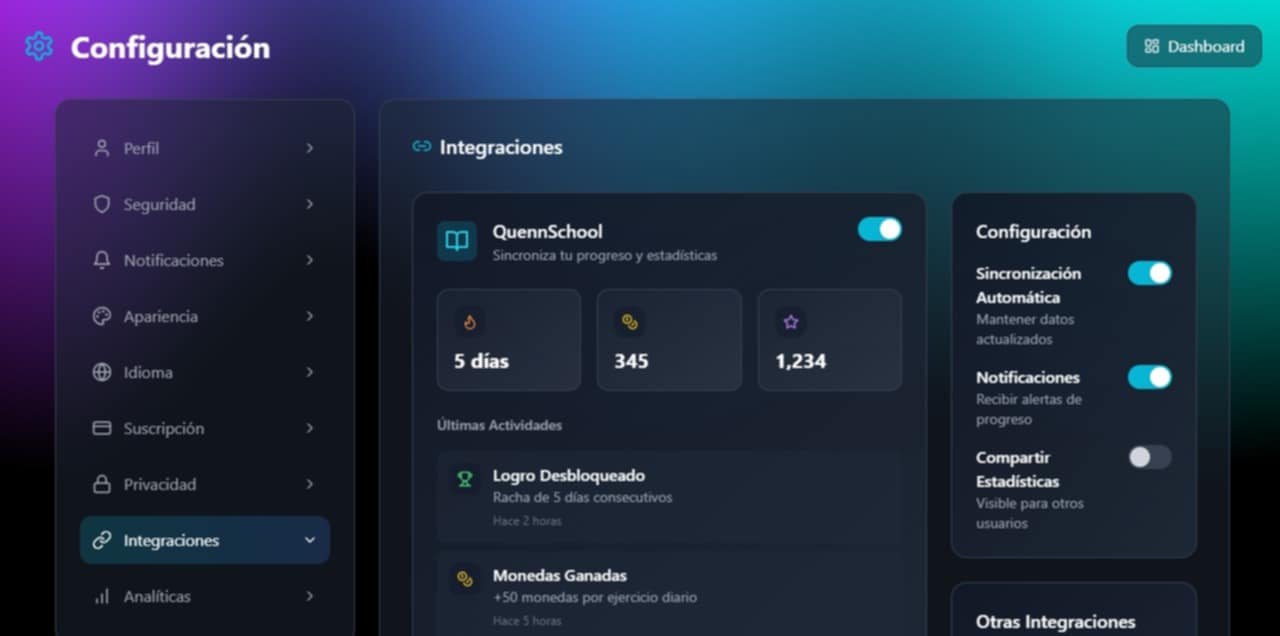 Configuración
Dashboard
Perfil
Seguridad
Notificaciones
Apariencia
Idioma
Suscripción
Privacidad
Integraciones
Analíticas
Integraciones
QuennSchool
Sincroniza tu progreso y estadísticas
5 días
345
1,234
Últimas Actividades
Logro Desbloqueado
Racha de 5 días consecutivos
Hace 2 horas
Monedas Ganadas
+50 monedas por ejercicio diario
Hace 5 horas
Configuración
Sincronización
Automática
Mantener datos
actualizados
Notificaciones
Recibir alertas de
progreso
Compartir
Estadísticas
Visible para otros
usuarios
Otras Integraciones